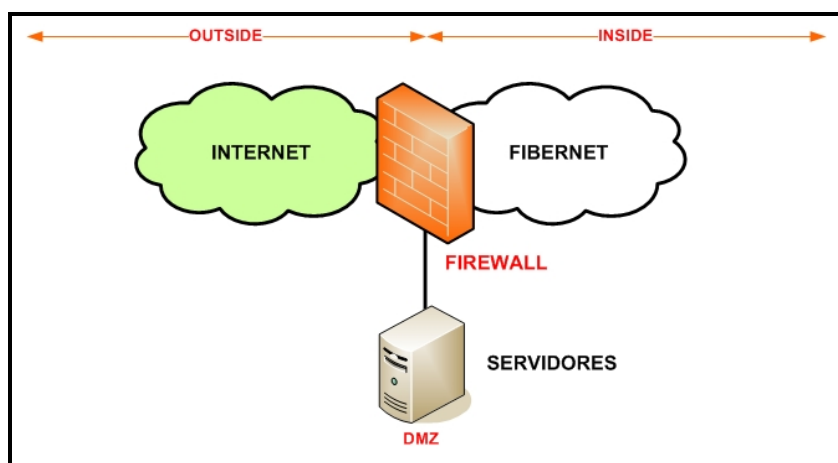 OUTSIDE
INSIDE
INTERNET
FIBERNET
FIREWALL
SERVIDORES
DMZ